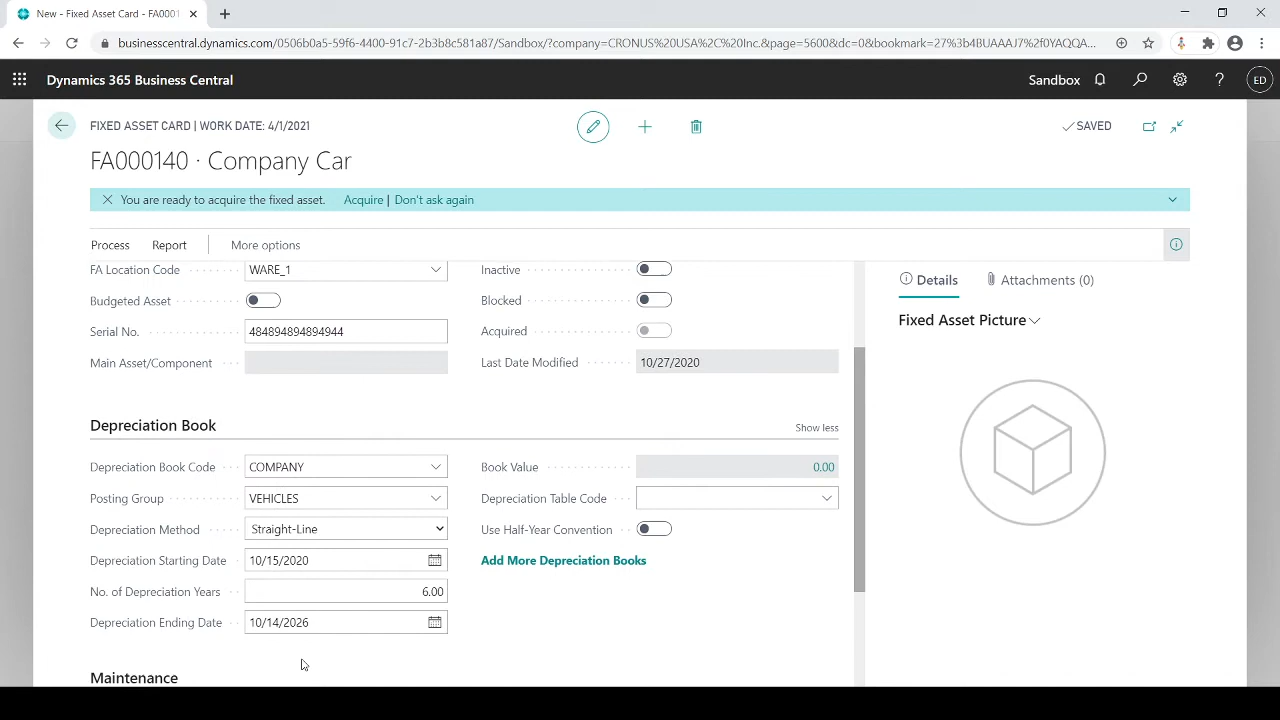 New - Fixed Asset Card - FA0001
businesscentral.dynamics.com/0506b0a5-59f6-4400-91c7-2b3b8c581a87/Sandbox/?company=CRONUS%20USA%2C%20Inc.&page=5600&dc=0&bookmark=27%3b4BUAAAJ7%2f0YAQQA...
Dynamics 365 Business Central
Sandbox
?
ED
FIXED ASSET CARD | WORK DATE: 4/1/2021
SAVED
FA000140 · Company Car
You are ready to acquire the fixed asset. Acquire | Don't ask again
Process Report More options
FA Location Code WARE_1 Inactive
Details Attachments (0)
Budgeted Asset Blocked
Fixed Asset Picture
Serial No. 484894894894944 Acquired
Main Asset/Component Last Date Modified 10/27/2020
Depreciation Book Show less
Depreciation Book Code COMPANY Book Value 0.00
Posting Group VEHICLES Depreciation Table Code
Depreciation Method Straight-Line Use Half-Year Convention
Depreciation Starting Date 10/15/2020 Add More Depreciation Books
No. of Depreciation Years 6.00
Depreciation Ending Date 10/14/2026
Maintenance